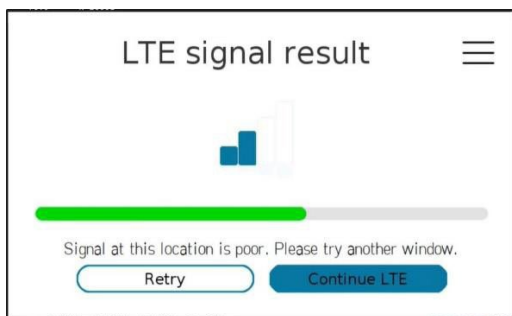 LTE signal result
Signal at this location is poor. Please try another window.
Retry
Continue LTE